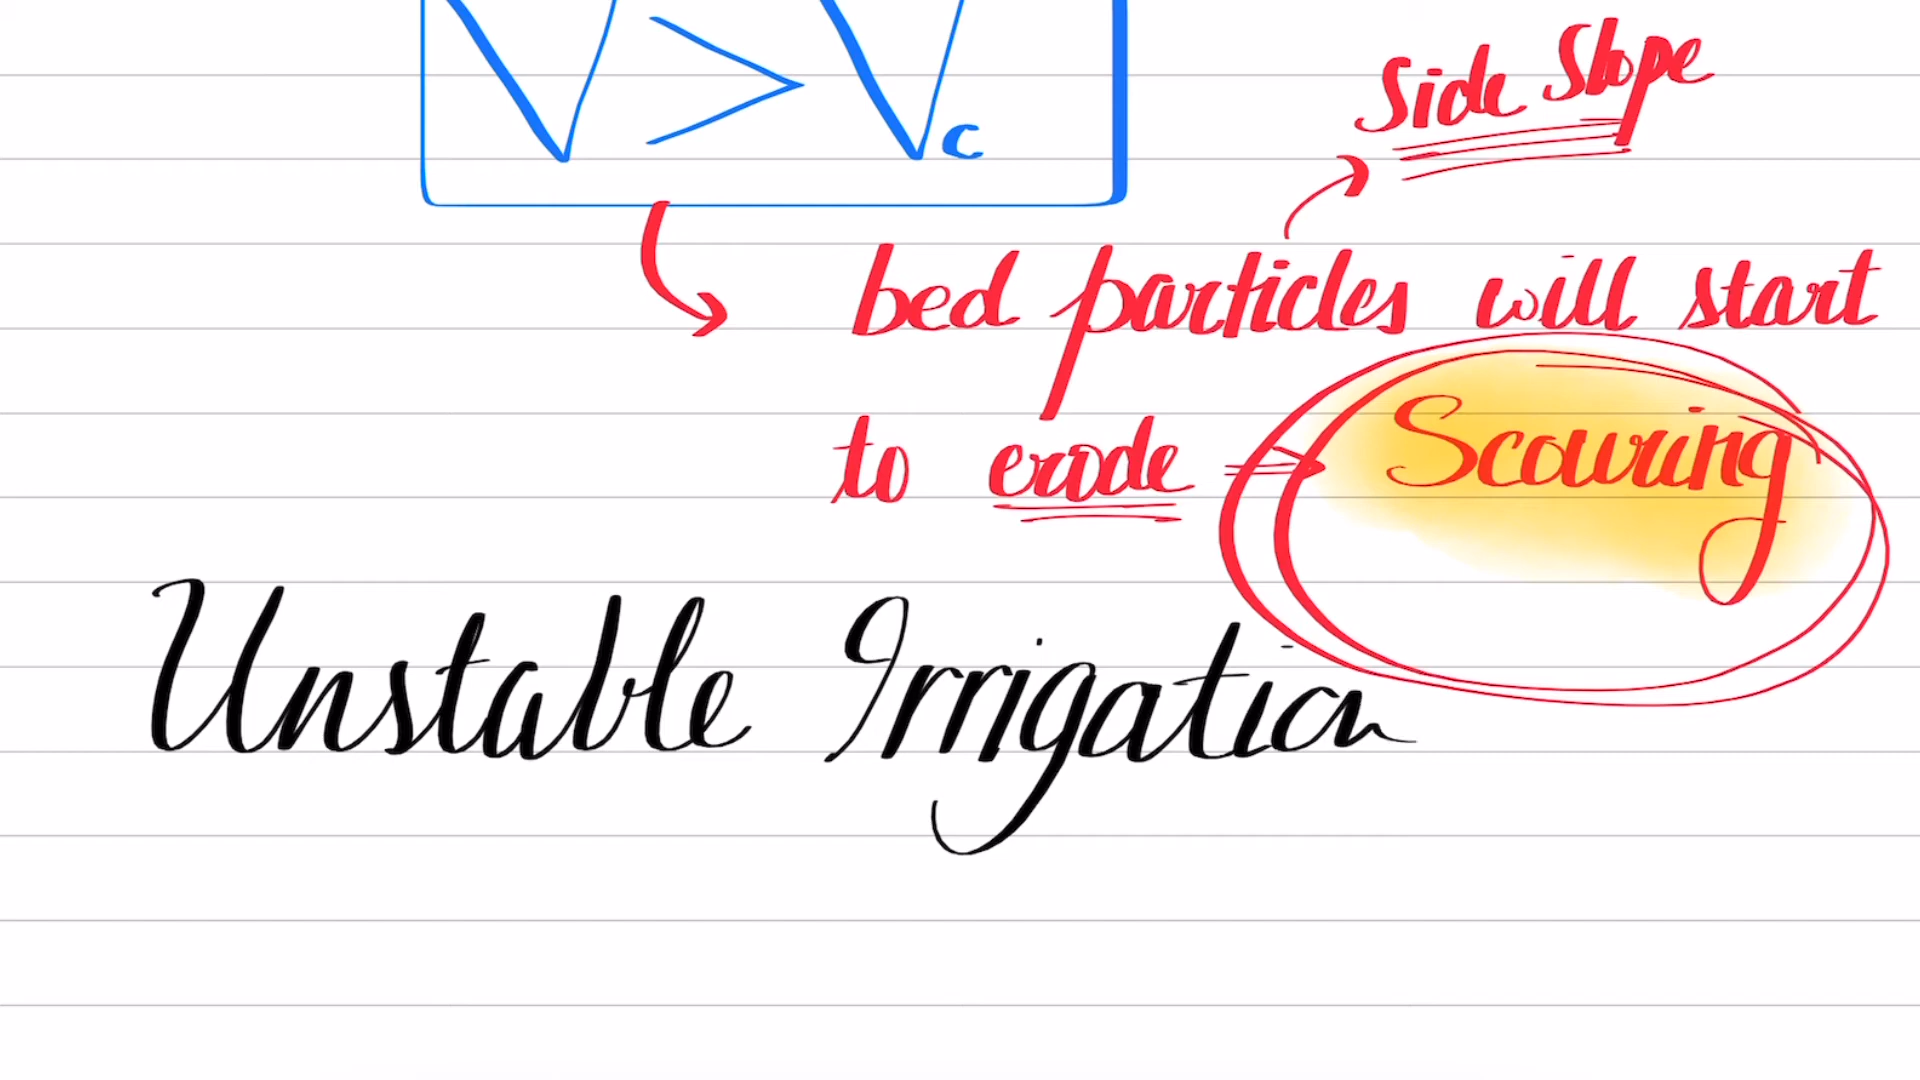 V > Vc
Side Slope
bed particles will start
to erode → Scouring
Unstable Irrigation